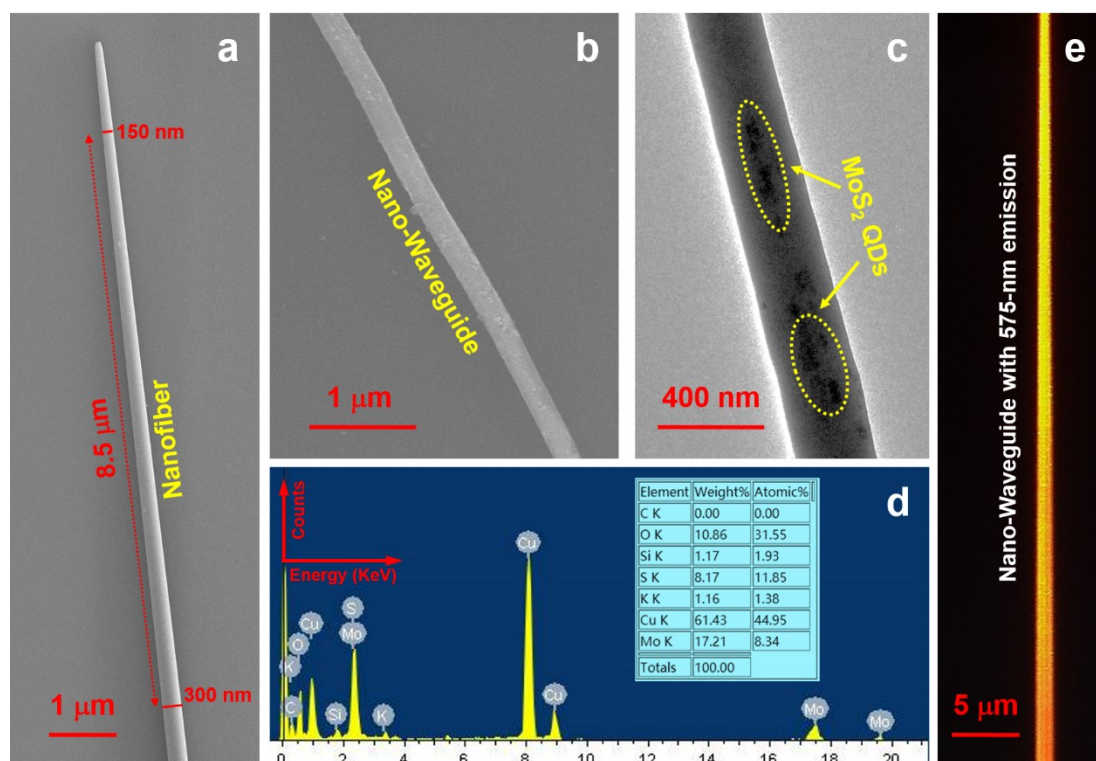 a
150 nm
8.5 μm
Nanofiber
300 nm
1 μm
b
Nano-Waveguide
1 μm
c
MoS₂ QDs
400 nm
d
Counts
Energy (KeV)
K
C
O
Cu
Si
S
Mo
K
Cu
Cu
Mo
Mo
0 2 4 6 8 10 12 14 16 18 20
Element Weight% Atomic%
C K 0.00 0.00
O K 10.86 31.55
Si K 1.17 1.93
S K 8.17 11.85
K K 1.16 1.38
Cu K 61.43 44.95
Mo K 17.21 8.34
Totals 100.00
e
Nano-Waveguide with 575-nm emission
5 μm